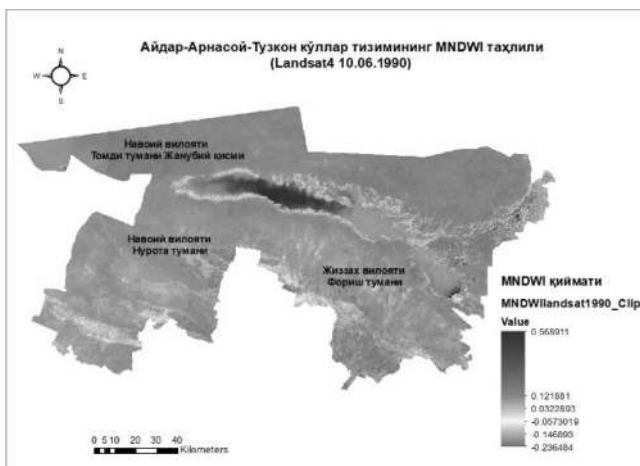 Айдар-Арнасой-Тузкон кўллар тизимининг MNDWI таҳлили
(Landsat4 10.06.1990)
N
W E
S
Навоий вилояти
Томди тумани Жанубий қисми
Навоий вилояти
Нурота тумани
Жиззах вилояти
Фориш тумани
MNDWI қиймати
MNDWIlandsat1990_Clip
Value
0.568911
0.121881
0.0322893
-0.0573019
-0.146893
-0.236484
0 5 10 20 30 40
Kilometers